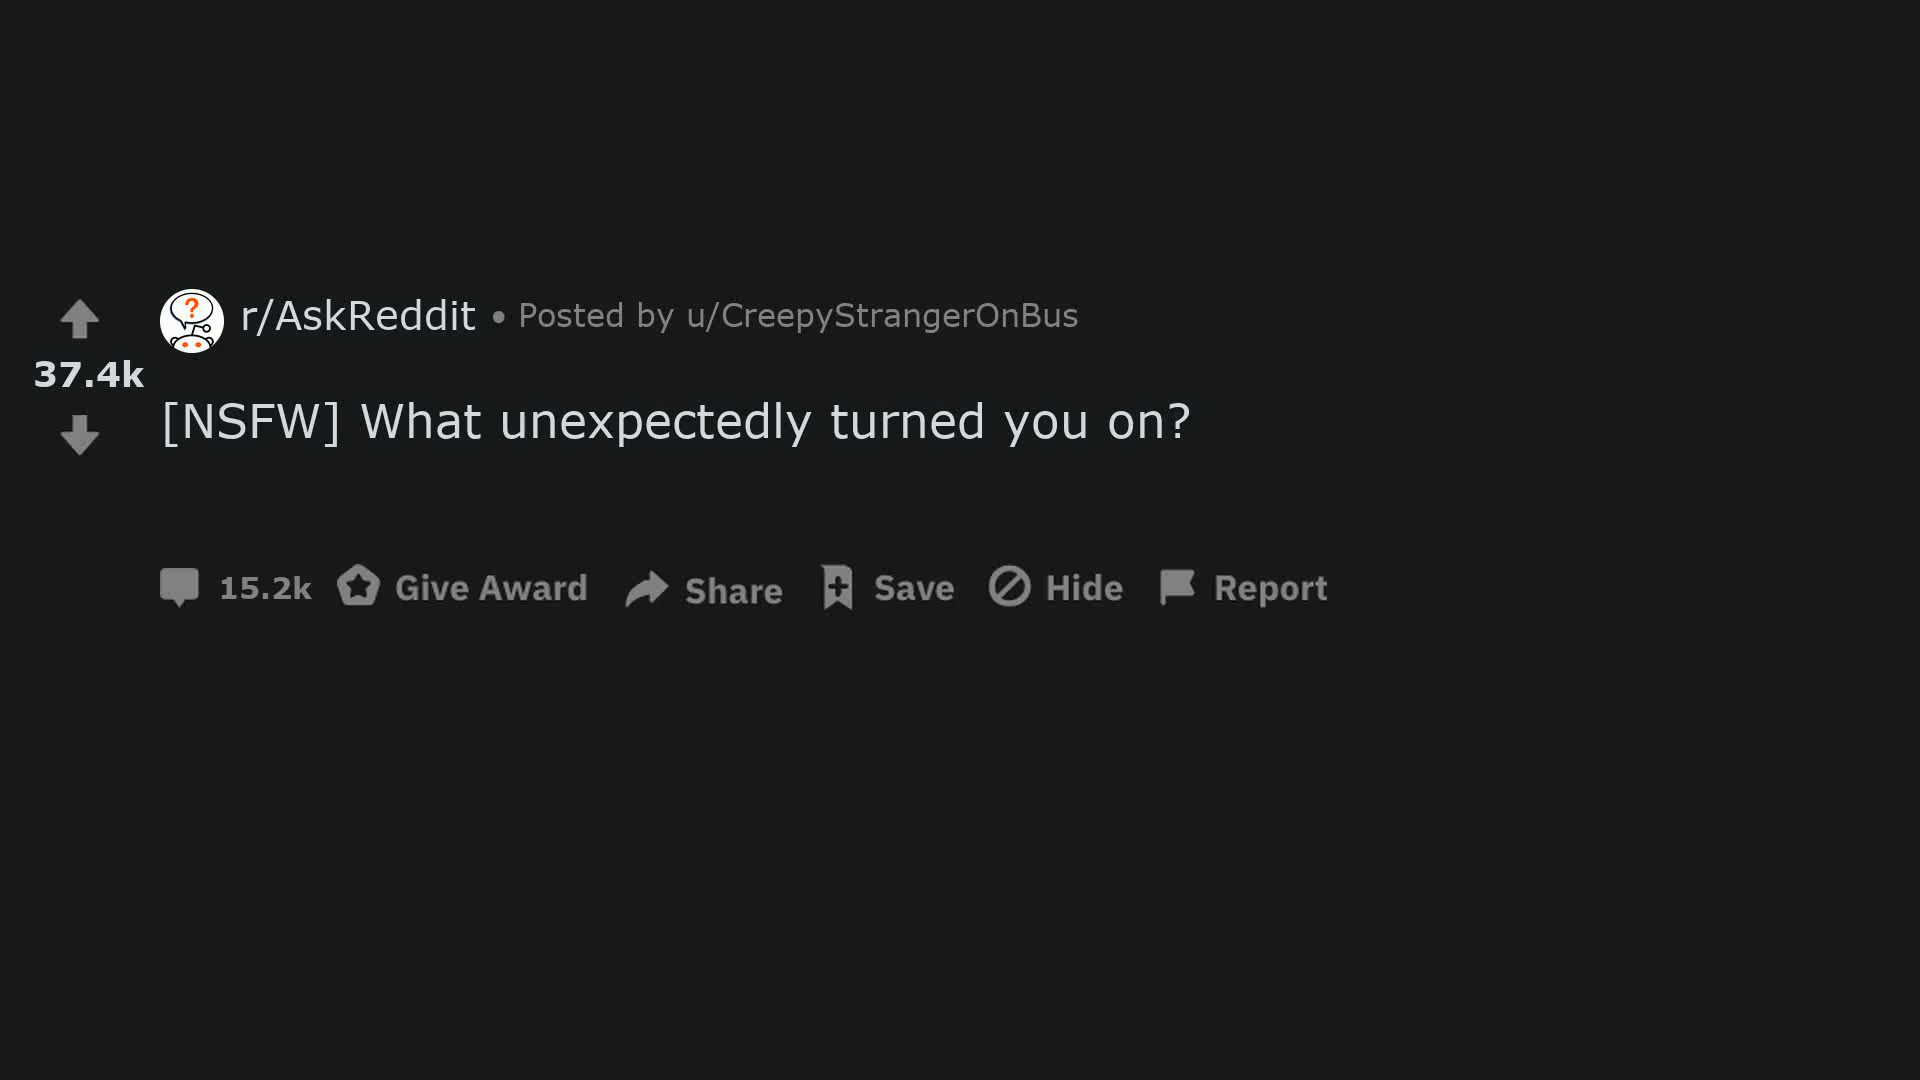 r/AskReddit • Posted by u/CreepyStrangerOnBus
37.4k
[NSFW] What unexpectedly turned you on?
15.2k Give Award Share Save Hide Report